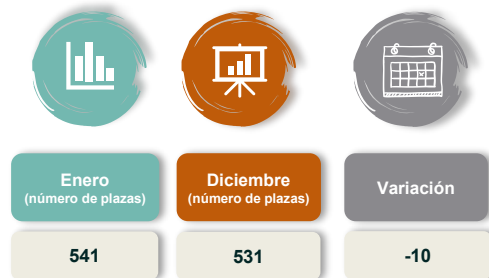 Enero
(número de plazas)
Diciembre
(número de plazas)
Variación
541
531
-10